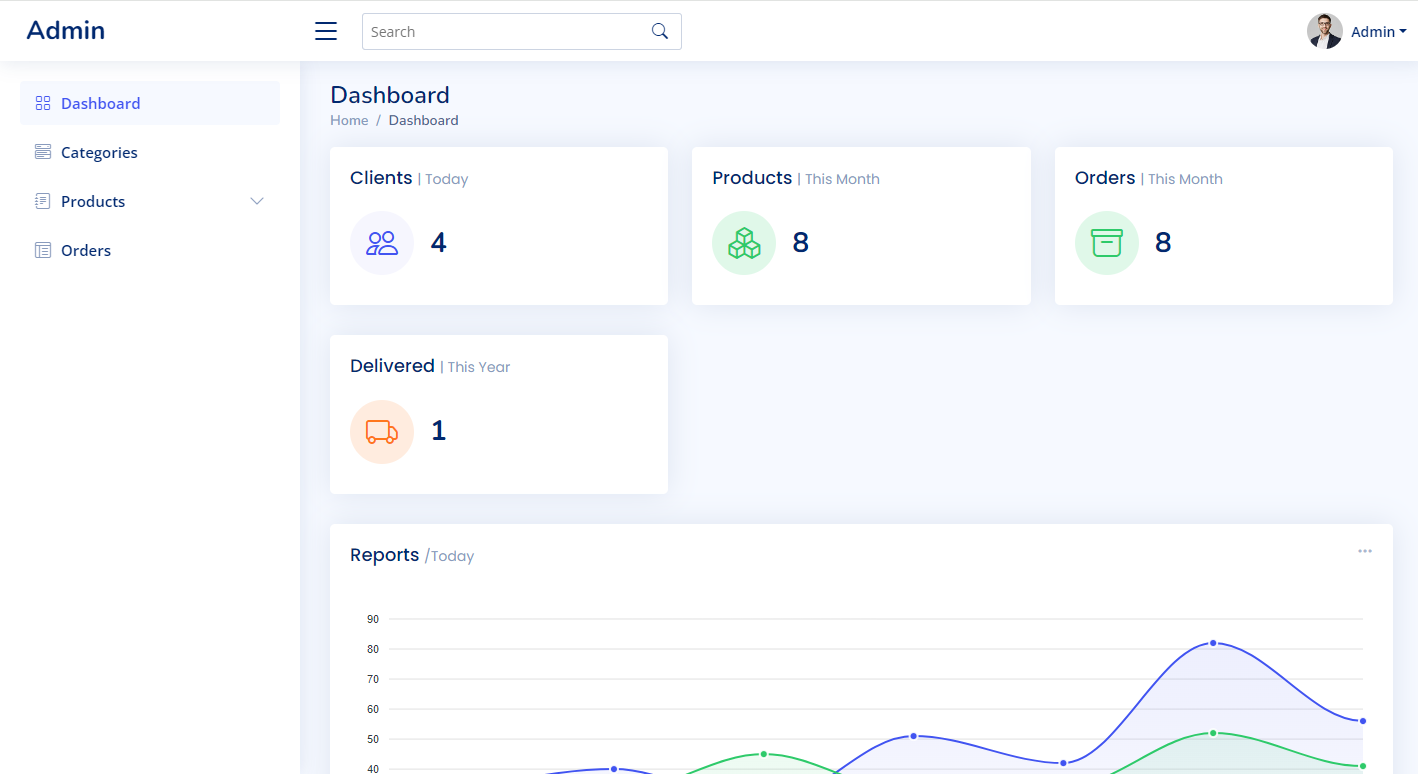 Admin
Search
Admin
Dashboard
Categories
Products
Orders
Dashboard
Home / Dashboard
Clients | Today
4
Products | This Month
8
Orders | This Month
8
Delivered | This Year
1
Reports /Today
90
80
70
60
50
40